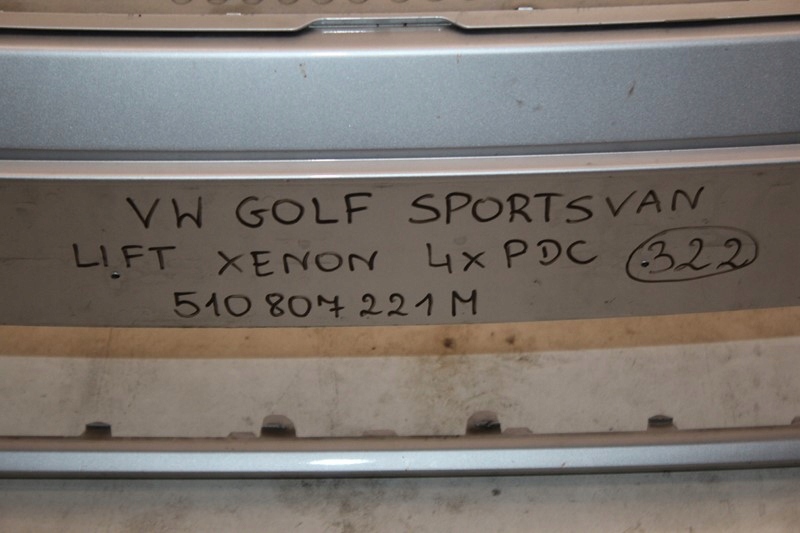 VW GOLF SPORTSVAN
LIFT XENON 4X PDC 322
510 807 221 M